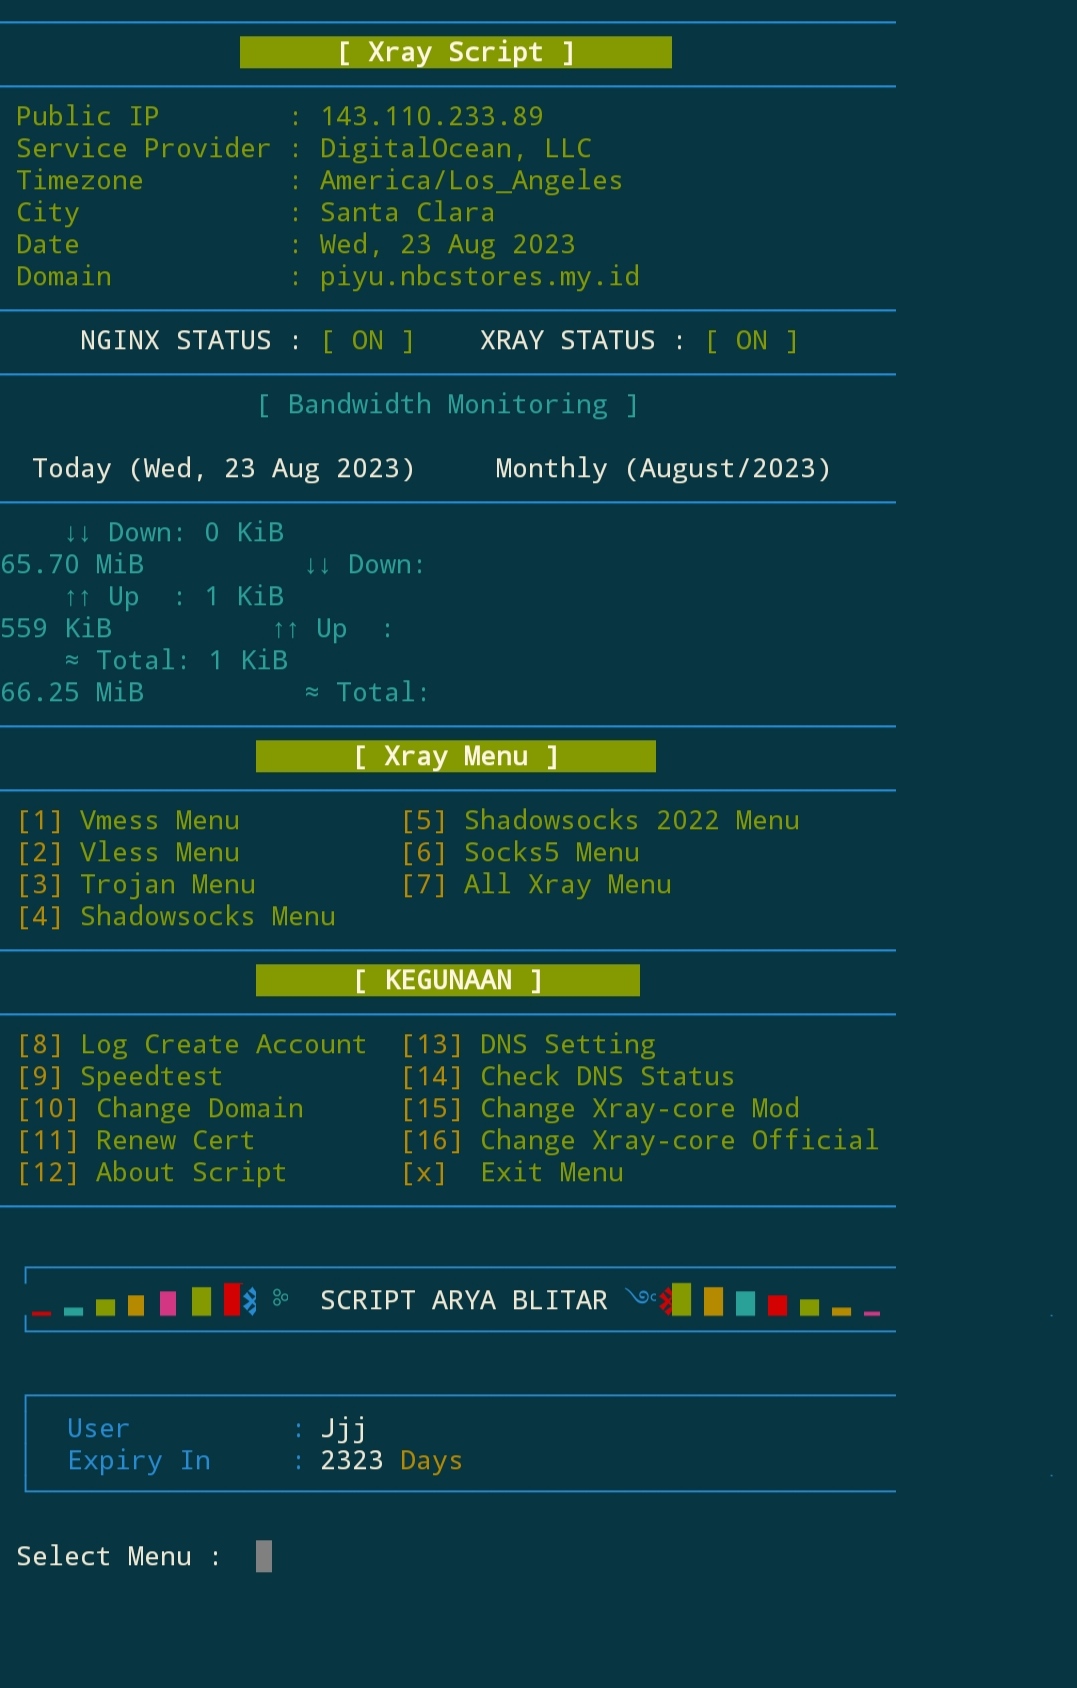 [ Xray Script ]
Public IP : 143.110.233.89
Service Provider : DigitalOcean, LLC
Timezone : America/Los_Angeles
City : Santa Clara
Date : Wed, 23 Aug 2023
Domain : piyu.nbcstores.my.id
NGINX STATUS : [ ON ] XRAY STATUS : [ ON ]
[ Bandwidth Monitoring ]
Today (Wed, 23 Aug 2023) Monthly (August/2023)
↓↓ Down: 0 KiB
65.70 MiB ↓↓ Down:
↑↑ Up : 1 KiB
559 KiB ↑↑ Up :
≈ Total: 1 KiB
66.25 MiB ≈ Total:
[ Xray Menu ]
[1] Vmess Menu [5] Shadowsocks 2022 Menu
[2] Vless Menu [6] Socks5 Menu
[3] Trojan Menu [7] All Xray Menu
[4] Shadowsocks Menu
[ KEGUNAAN ]
[8] Log Create Account [13] DNS Setting
[9] Speedtest [14] Check DNS Status
[10] Change Domain [15] Change Xray-core Mod
[11] Renew Cert [16] Change Xray-core Official
[12] About Script [x] Exit Menu
SCRIPT ARYA BLITAR
User : Jjj
Expiry In : 2323 Days
Select Menu :